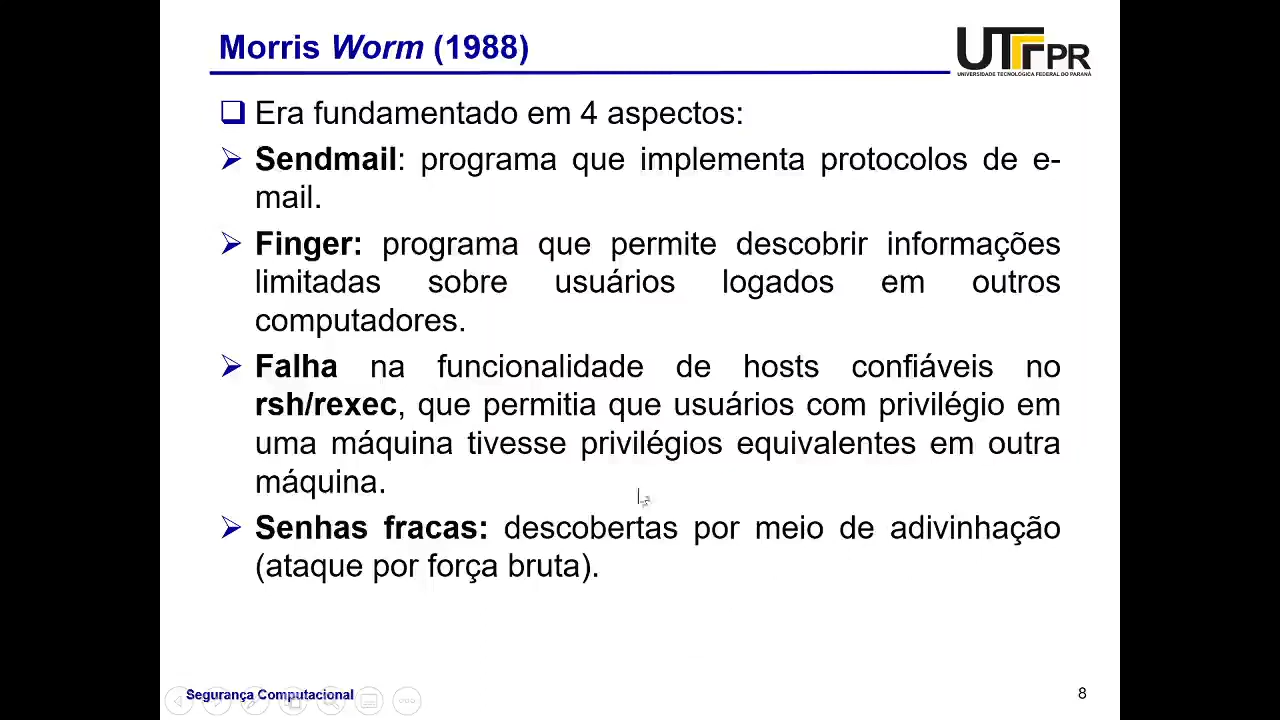 Morris Worm (1988)
UTFPR
UNIVERSIDADE TECNOLÓGICA FEDERAL DO PARANÁ
Era fundamentado em 4 aspectos:
Sendmail: programa que implementa protocolos de e-
mail.
Finger: programa que permite descobrir informações
limitadas sobre usuários logados em outros
computadores.
Falha na funcionalidade de hosts confiáveis no
rsh/rexec, que permitia que usuários com privilégio em
uma máquina tivesse privilégios equivalentes em outra
máquina.
Senhas fracas: descobertas por meio de adivinhação
(ataque por força bruta).
Segurança Computacional
8